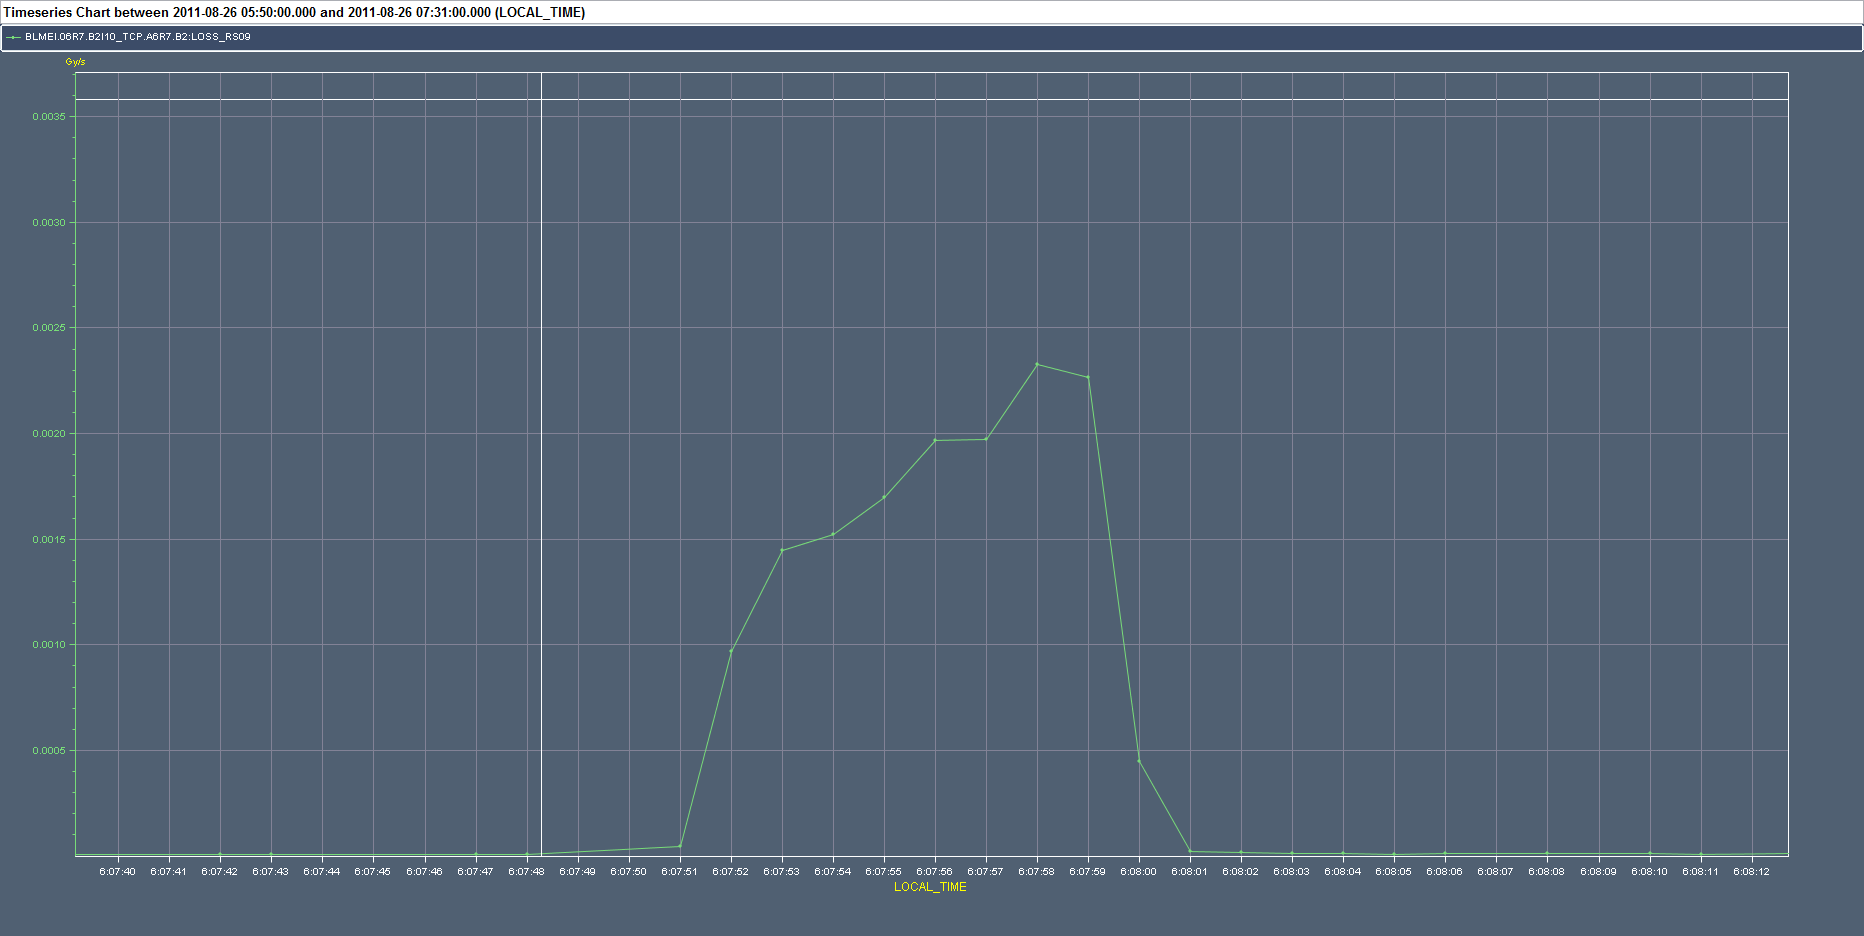 Timeseries Chart between 2011-08-26 05:50:00.000 and 2011-08-26 07:31:00.000 (LOCAL_TIME)
BLMEI.06R7.B2I10_TCP.A6R7.B2:LOSS_RS09
Gy/s
0.0035
0.0030
0.0025
0.0020
0.0015
0.0010
0.0005
6:07:40 6:07:41 6:07:42 6:07:43 6:07:44 6:07:45 6:07:46 6:07:47 6:07:48 6:07:49 6:07:50 6:07:51 6:07:52 6:07:53 6:07:54 6:07:55 6:07:56 6:07:57 6:07:58 6:07:59 6:08:00 6:08:01 6:08:02 6:08:03 6:08:04 6:08:05 6:08:06 6:08:07 6:08:08 6:08:09 6:08:10 6:08:11 6:08:12
LOCAL_TIME